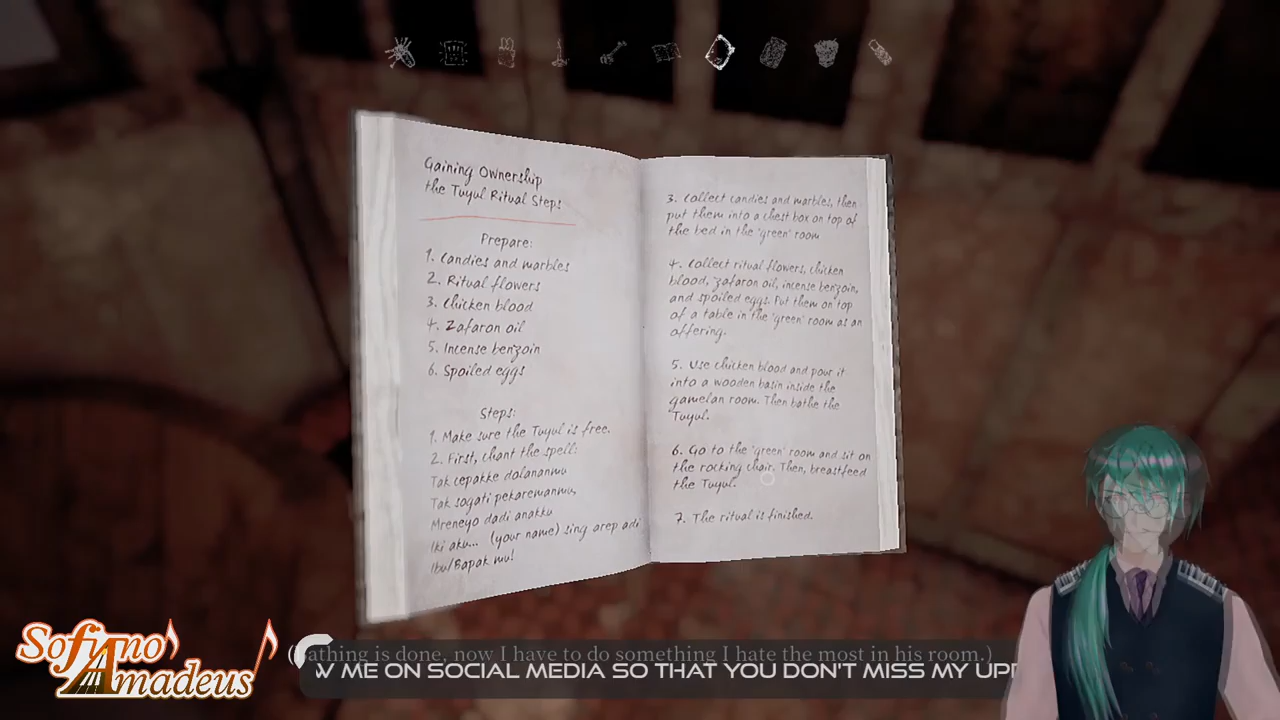 Gaining Ownership
the Tuyul Ritual Steps
Prepare:
1. Candies and marbles
2. Ritual flowers
3. Chicken blood
4. Zafaron oil
5. Incense benzoin
6. Spoiled eggs
Steps:
1. Make sure the Tuyul is free.
2. First, chant the spell:
Tak cepakke dolananmu
Tak sogati pekaremanmu,
Mreneyo dadi anakku
Iki aku... (your name) sing arep adi
Ibu/Bapak mu!
3. Collect candies and marbles, then
put them into a chest box on top of
the bed in the 'green' room
4. Collect ritual flowers, chicken
blood, zafaron oil, incense benzoin,
and spoiled eggs. Put them on top
of a table in the 'green' room as an
offering.
5. Use chicken blood and pour it
into a wooden basin inside the
gamelan room. Then bathe the
Tuyul.
6. Go to the 'green' room and sit on
the rocking chair. Then, breastfeed
the Tuyul.
7. The ritual is finished.
(Bathing is done, now I have to do something I hate the most in his room.)
W ME ON SOCIAL MEDIA SO THAT YOU DON'T MISS MY UP
Sofiano
Amadeus